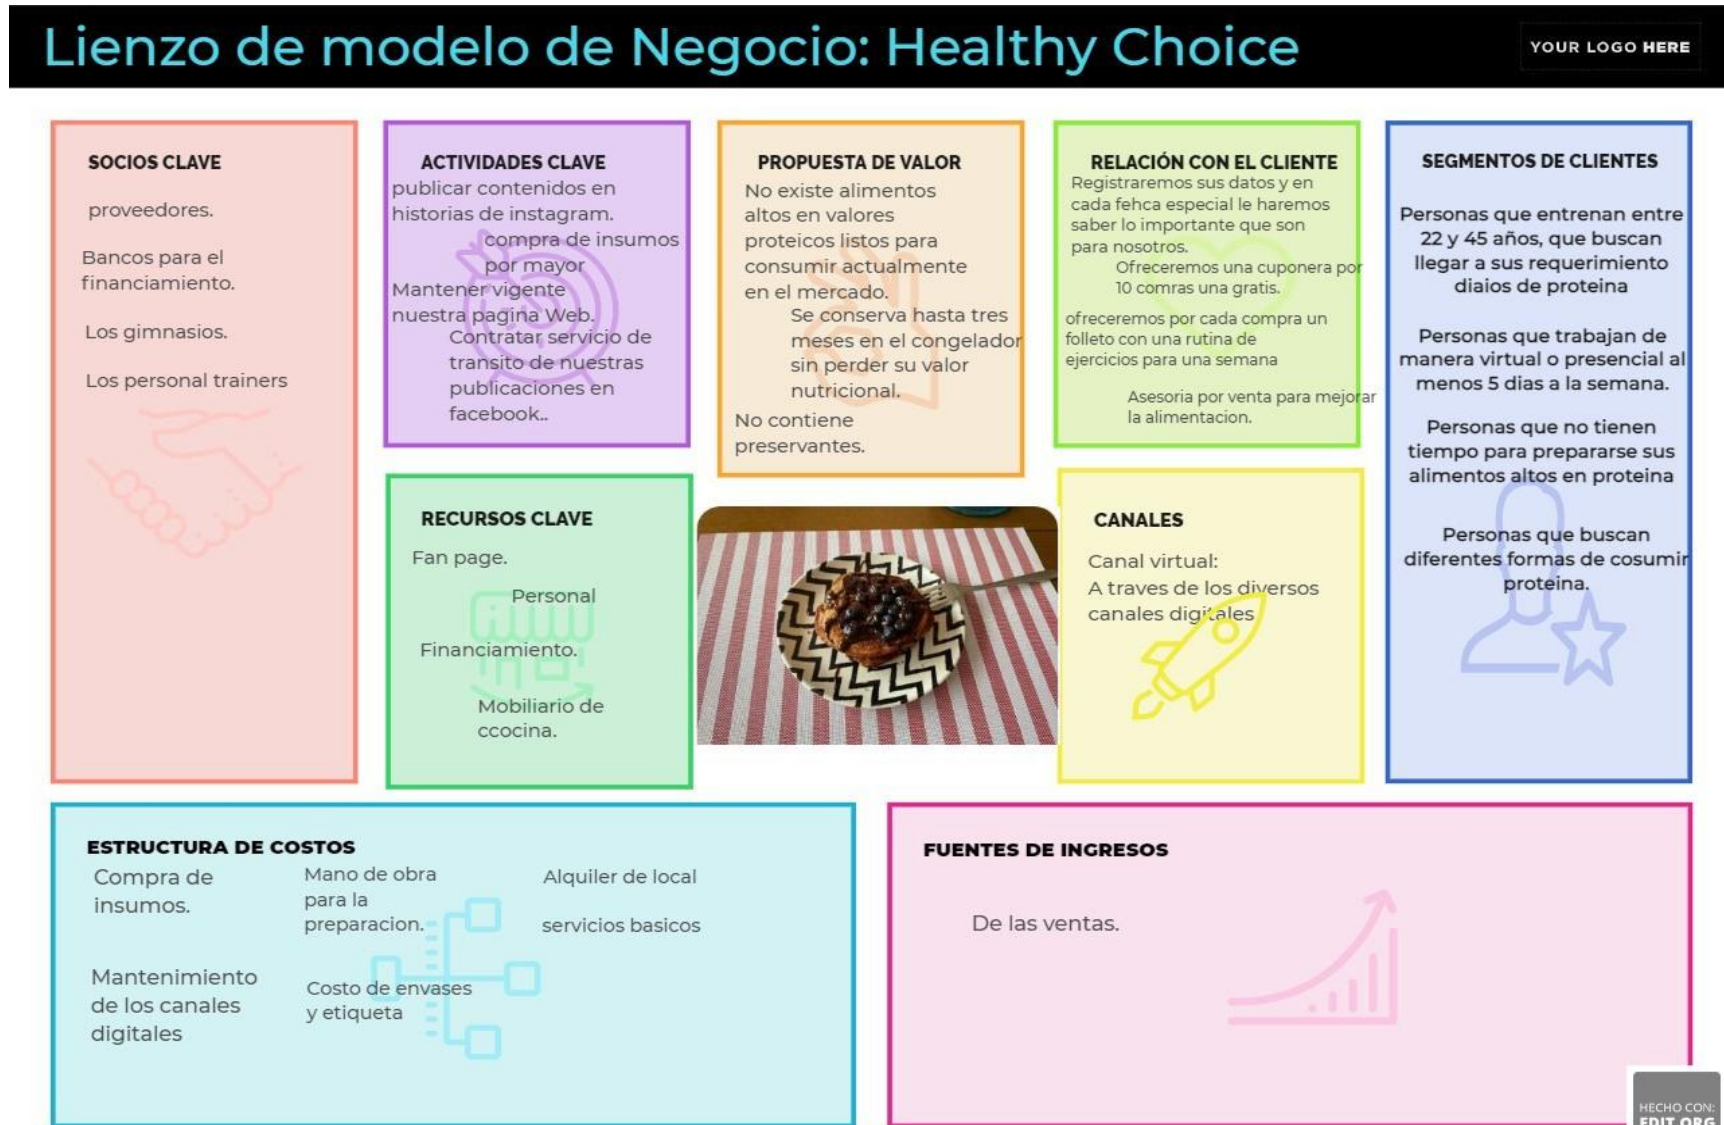 Lienzo de modelo de Negocio: Healthy Choice
YOUR LOGO HERE
SOCIOS CLAVE
proveedores.
Bancos para el
financiamiento.
Los gimnasios.
Los personal trainers
ACTIVIDADES CLAVE
publicar contenidos en
historias de instagram.
compra de insumos
por mayor
Mantener vigente
nuestra pagina Web.
Contratar servicio de
transito de nuestras
publicaciones en
facebook..
RECURSOS CLAVE
Fan page.
Personal
Financiamiento.
Mobiliario de
ccocina.
PROPUESTA DE VALOR
No existe alimentos
altos en valores
proteicos listos para
consumir actualmente
en el mercado.
Se conserva hasta tres
meses en el congelador
sin perder su valor
nutricional.
No contiene
preservantes.
RELACIÓN CON EL CLIENTE
Registraremos sus datos y en
cada fehca especial le haremos
saber lo importante que son
para nosotros.
Ofreceremos una cuponera por
10 comras una gratis.
ofreceremos por cada compra un
folleto con una rutina de
ejercicios para una semana
Asesoria por venta para mejorar
la alimentacion.
CANALES
Canal virtual:
A traves de los diversos
canales digitales
SEGMENTOS DE CLIENTES
Personas que entrenan entre
22 y 45 años, que buscan
llegar a sus requerimiento
diaios de proteina
Personas que trabajan de
manera virtual o presencial al
menos 5 dias a la semana.
Personas que no tienen
tiempo para prepararse sus
alimentos altos en proteina
Personas que buscan
diferentes formas de cosumir
proteina.
ESTRUCTURA DE COSTOS
Compra de
insumos.
Mantenimiento
de los canales
digitales
Mano de obra
para la
preparacion.
Costo de envases
y etiqueta
Alquiler de local
servicios basicos
FUENTES DE INGRESOS
De las ventas.
HECHO CON:
EDIT.ORG